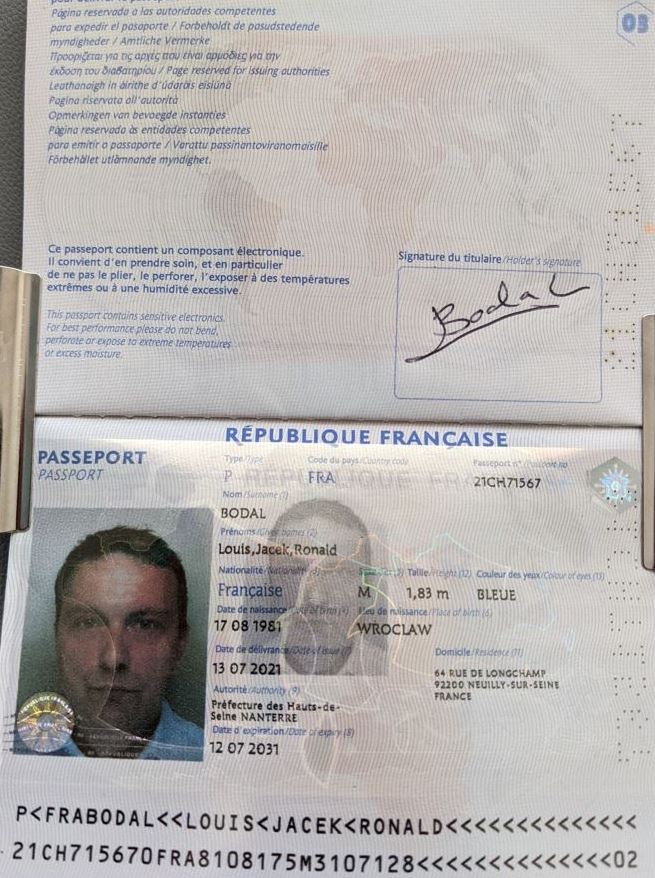 Página reservada a las autoridades competentes
para expedir el pasaporte / Forbeholdt de pasudstedende
myndigheder / Amtliche Vermerke
Προορίζεται για τις αρχές που είναι αρμόδιες για την
έκδοση του διαβατηρίου / Page reserved for issuing authorities
Leathanaigh in áirithe d'údaráis eisiúna
Pagina riservata all'autorità
Opmerkingen van bevoegde instanties
Página reservada às entidades competentes
para emitir o passaporte / Varattu passinantoviranomaisille
Förbehållet utlämnande myndighet.
03
Ce passeport contient un composant électronique.
Il convient d'en prendre soin, et en particulier
de ne pas le plier, le perforer, l'exposer à des températures
extrêmes ou à une humidité excessive.
This passport contains sensitive electronics.
For best performance please do not bend,
perforate or expose to extreme temperatures
or excess moisture.
Signature du titulaire/Holder's signature
Bodal
RÉPUBLIQUE FRANÇAISE
PASSEPORT
PASSPORT
Type/Type
Code du pays/Country code
Passeport n°/Passport no
P
FRA
21CH71567
Nom/Surname (1)
BODAL
Prénoms/Given names (2)
Louis,Jacek,Ronald
Nationalité/Nationality (3)
Taille/Height (12)
Couleur des yeux/Colour of eyes (13)
Française
M
1,83 m
BLEUE
Date de naissance/Date of birth (4)
Lieu de naissance/Place of birth (6)
17 08 1981
WROCLAW
Date de délivrance/Date of issue (7)
Domicile/Residence (11)
13 07 2021
64 RUE DE LONGCHAMP
92200 NEUILLY-SUR-SEINE
FRANCE
Autorité/Authority (9)
Préfecture des Hauts-de-
Seine NANTERRE
Date d'expiration/Date of expiry (8)
12 07 2031
P<FRABODAL<<LOUIS<JACEK<RONALD<<<<<<<<<<<<<<
21CH715670FRA8108175M3107128<<<<<<<<<<<<<<02